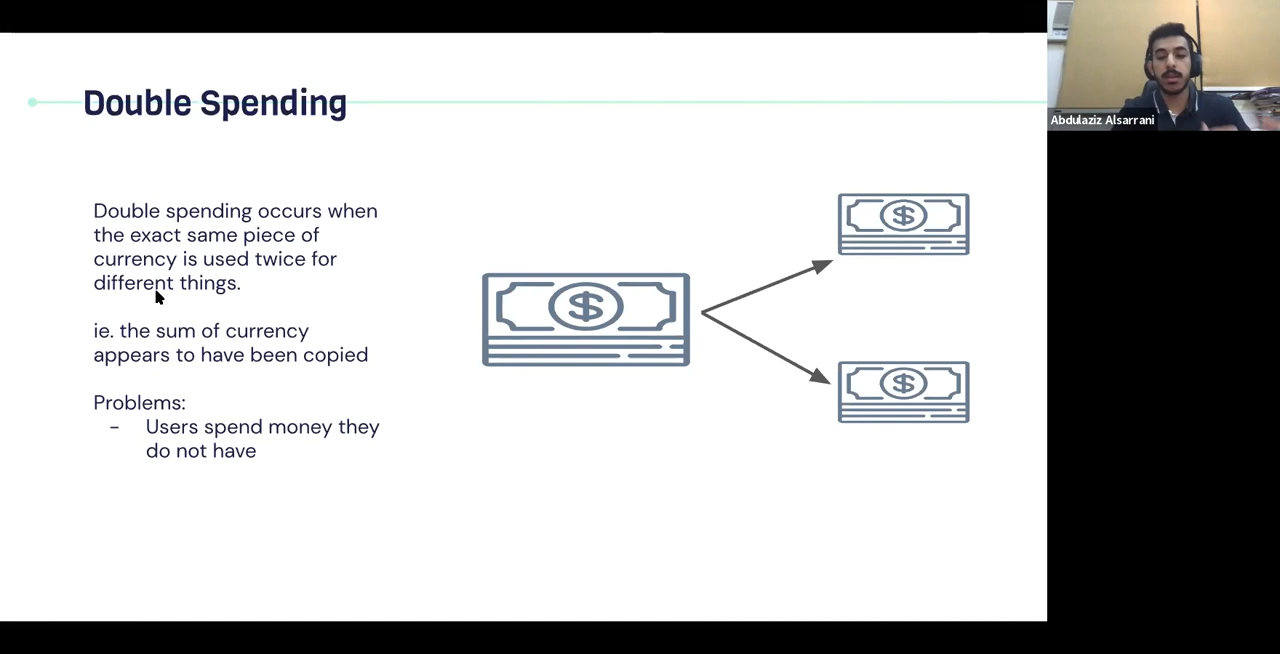 Double Spending
Double spending occurs when
the exact same piece of
currency is used twice for
different things.
ie. the sum of currency
appears to have been copied
Problems:
- Users spend money they
do not have
Abdulaziz Alsarrani